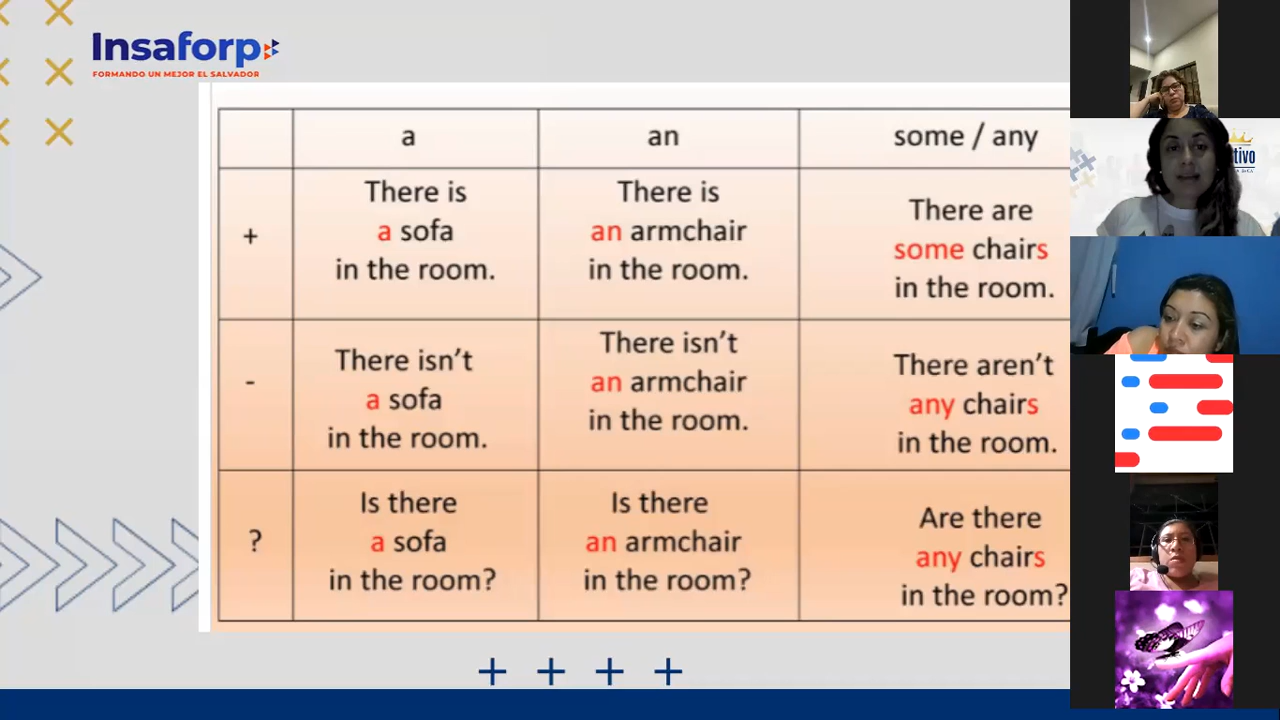 Insaforp
FORMANDO UN MEJOR EL SALVADOR
a
an
some / any
+
There is
a sofa
in the room.
There is
an armchair
in the room.
There are
some chairs
in the room.
-
There isn't
a sofa
in the room.
There isn't
an armchair
in the room.
There aren't
any chairs
in the room.
?
Is there
a sofa
in the room?
Is there
an armchair
in the room?
Are there
any chairs
in the room?
tivo